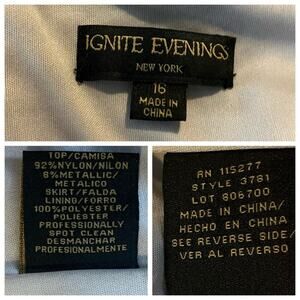 IGNITE EVENINGS
NEW YORK
16
MADE IN
CHINA
TOP/CAMISA
92%NYLON/NILON
8%METALLIC/
METALICO
SKIRT/FALDA
LINING/FORRO
100%POLYESTER/
POLIESTER
PROFESSIONALLY
SPOT CLEAN
DESMANCHAR
PROFESIONALMENTE
RN 115277
STYLE 3781
LOT 806700
MADE IN CHINA/
HECHO EN CHINA
SEE REVERSE SIDE/
VER AL REVERSO